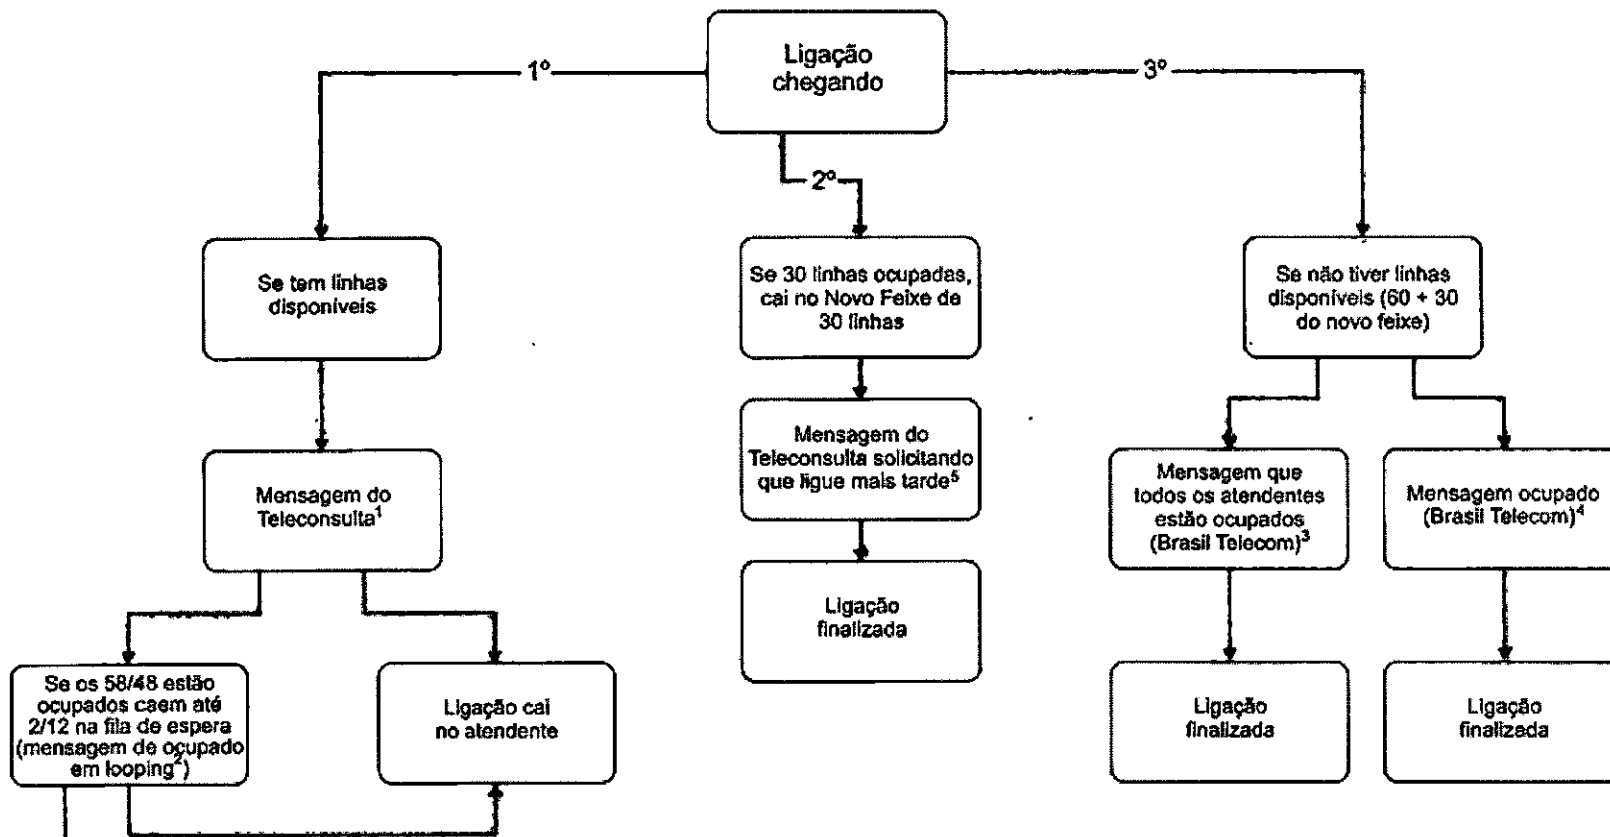 Ligação
chegando
1º
3º
2º
Se tem linhas
disponíveis
Se 30 linhas ocupadas,
cai no Novo Feixe de
30 linhas
Se não tiver linhas
disponíveis (60 + 30
do novo feixe)
Mensagem do
Teleconsulta¹
Mensagem do
Teleconsulta solicitando
que ligue mais tarde⁵
Mensagem que
todos os atendentes
estão ocupados
(Brasil Telecom)³
Mensagem ocupado
(Brasil Telecom)⁴
Se os 58/48 estão
ocupados caem até
2/12 na fila de espera
(mensagem de ocupado
em looping²)
Ligação cai
no atendente
Ligação
finalizada
Ligação
finalizada
Ligação
finalizada